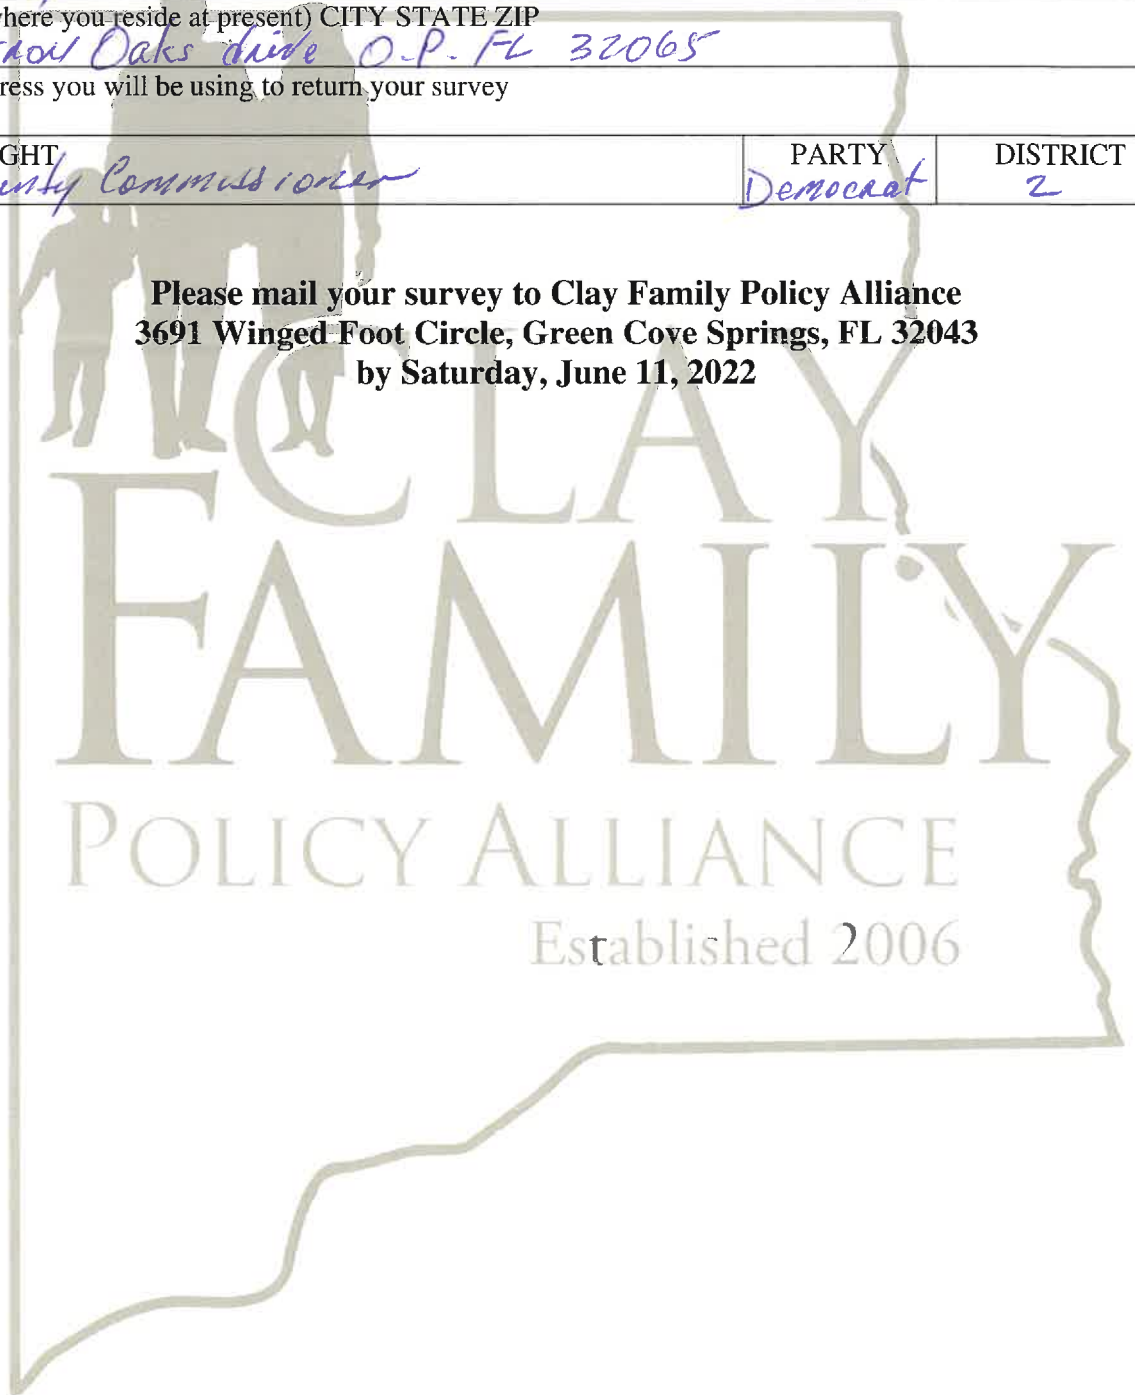 where you reside at present) CITY STATE ZIP
Oaks drive O.P. FL 32065
ress you will be using to return your survey
GHT PARTY DISTRICT
unty Commissioner Democrat 2
Please mail your survey to Clay Family Policy Alliance
3691 Winged Foot Circle, Green Cove Springs, FL 32043
by Saturday, June 11, 2022
CLAY
FAMILY
POLICY ALLIANCE
Established 2006